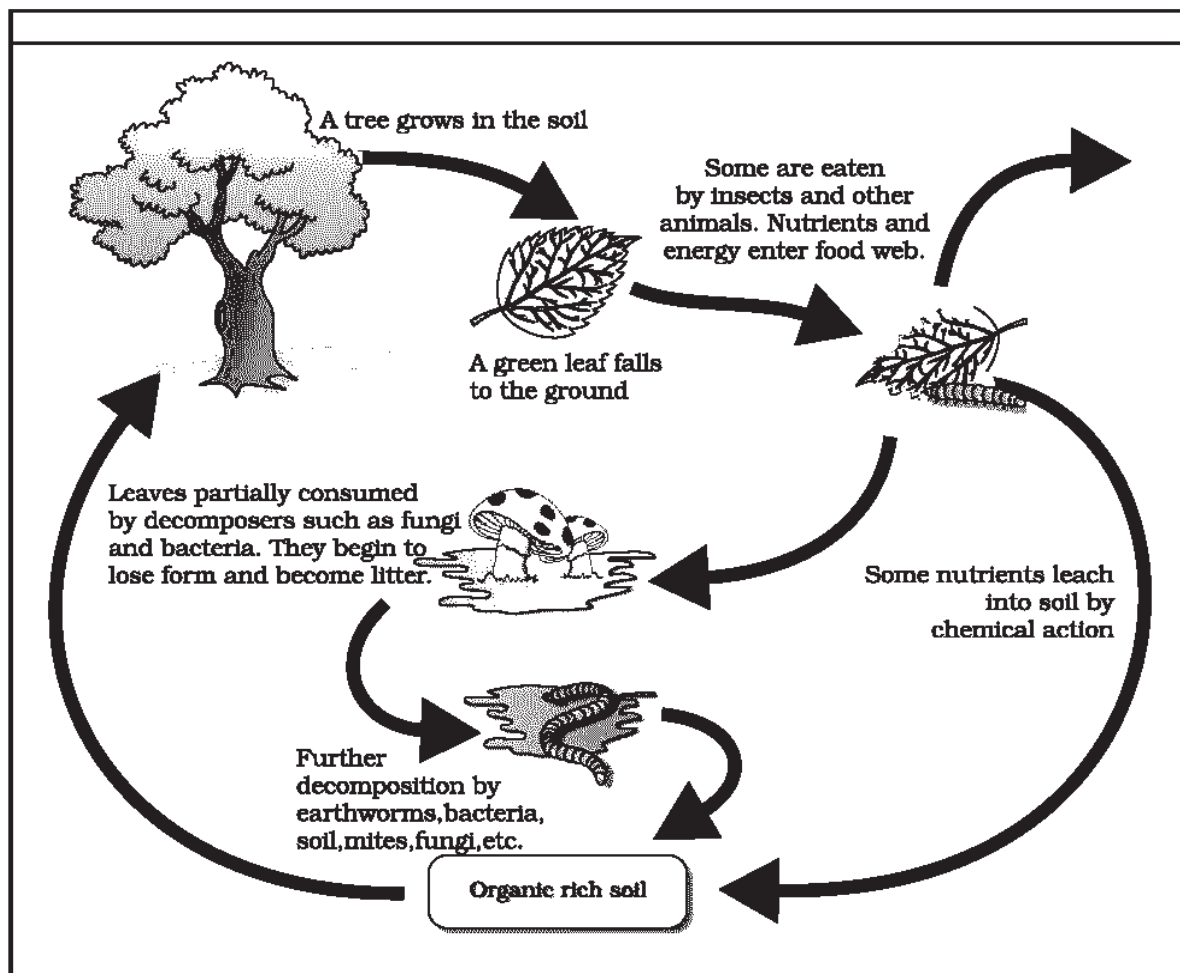 A tree grows in the soil
Some are eaten
by insects and other
animals. Nutrients and
energy enter food web.
A green leaf falls
to the ground
Leaves partially consumed
by decomposers such as fungi
and bacteria. They begin to
lose form and become litter.
Some nutrients leach
into soil by
chemical action
Further
decomposition by
earthworms,bacteria,
soil,mites,fungi,etc.
Organic rich soil